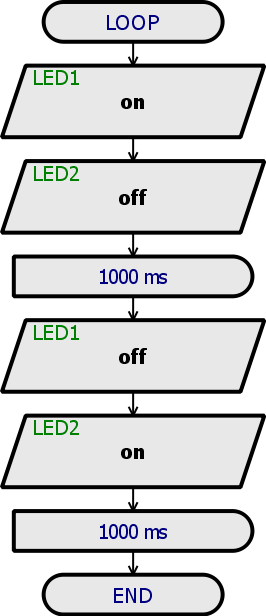 LOOP
LED1
on
LED2
off
1000 ms
LED1
off
LED2
on
1000 ms
END